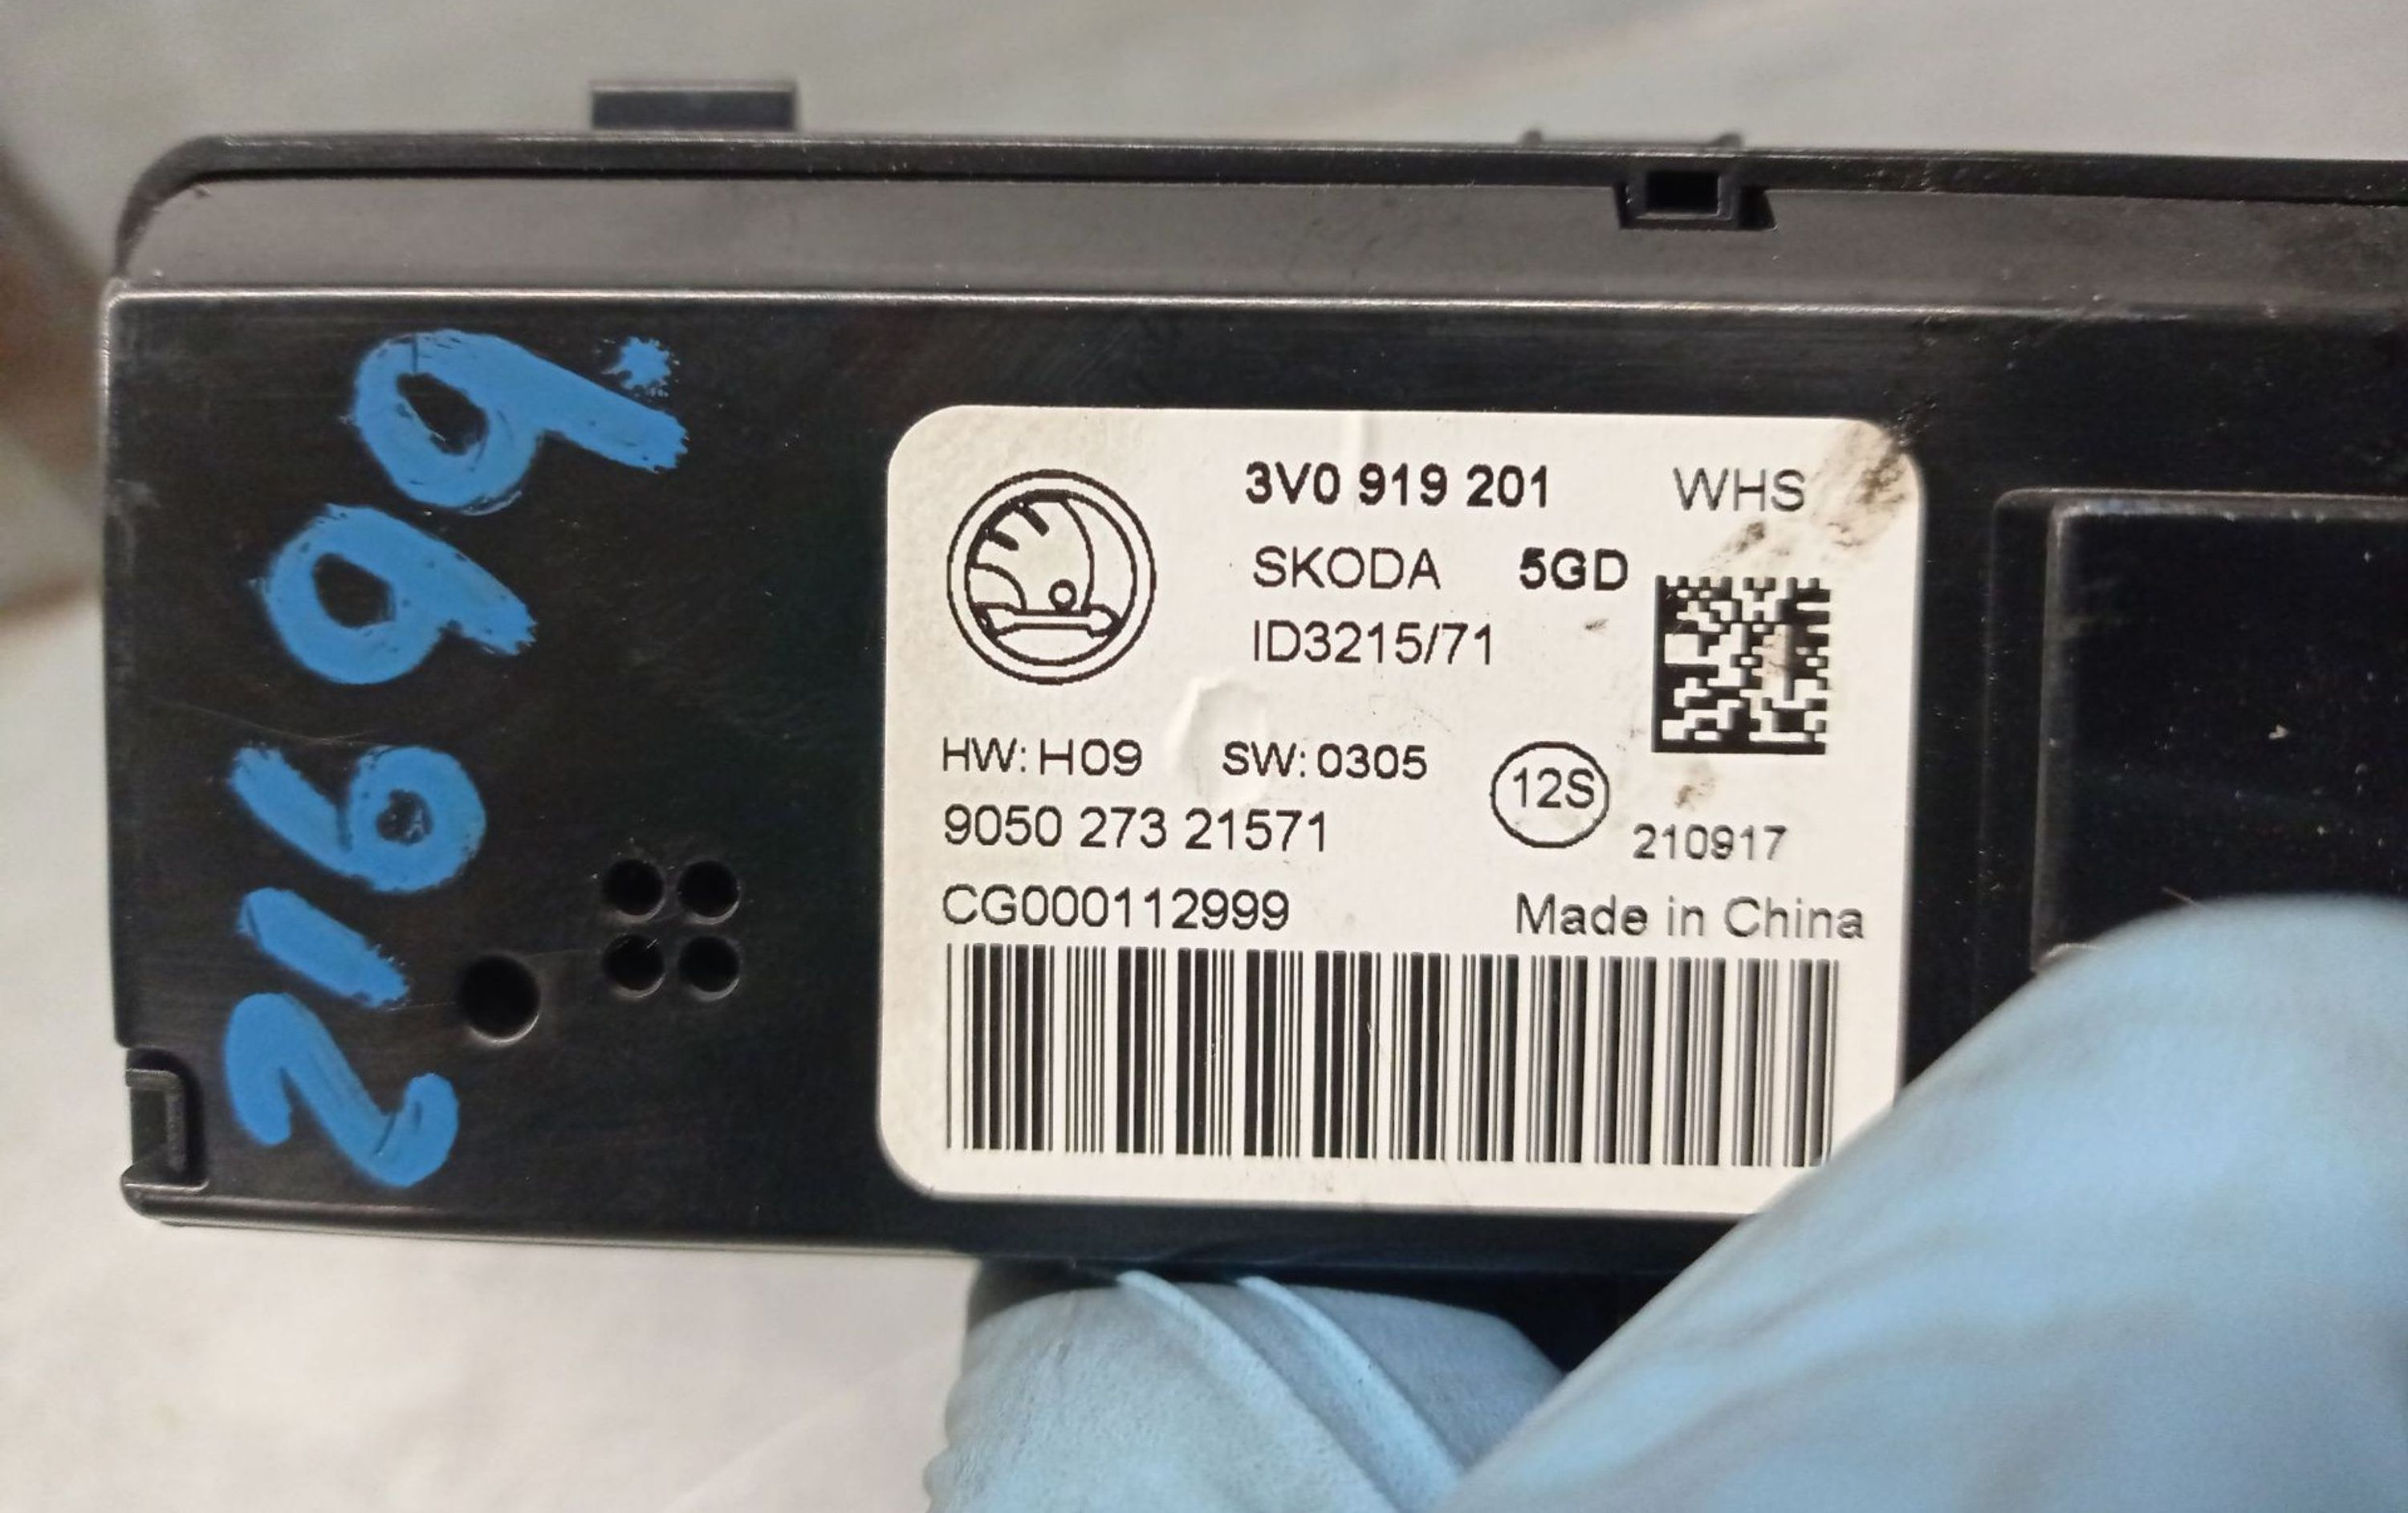 21699.
3V0 919 201 WHS
SKODA 5GD
ID3215/71
HW: H09 SW: 0305
12S
9050 273 21571
210917
CG000112999
Made in China